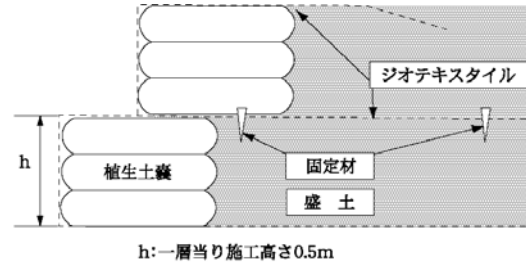 ジオテキスタイル
h
植生土嚢
固定材
盛 土
h:一層当り施工高さ0.5m